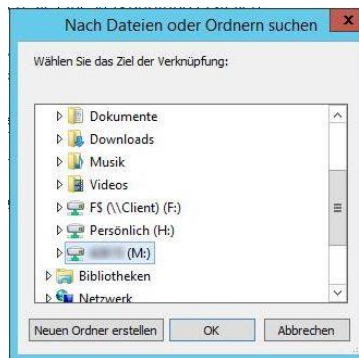 Nach Dateien oder Ordnern suchen
x
Wählen Sie das Ziel der Verknüpfung:
Dokumente
Downloads
Musik
Videos
F$ (\\Client) (F:)
Persönlich (H:)
(M:)
Bibliotheken
Netzwerk
Neuen Ordner erstellen OK Abbrechen